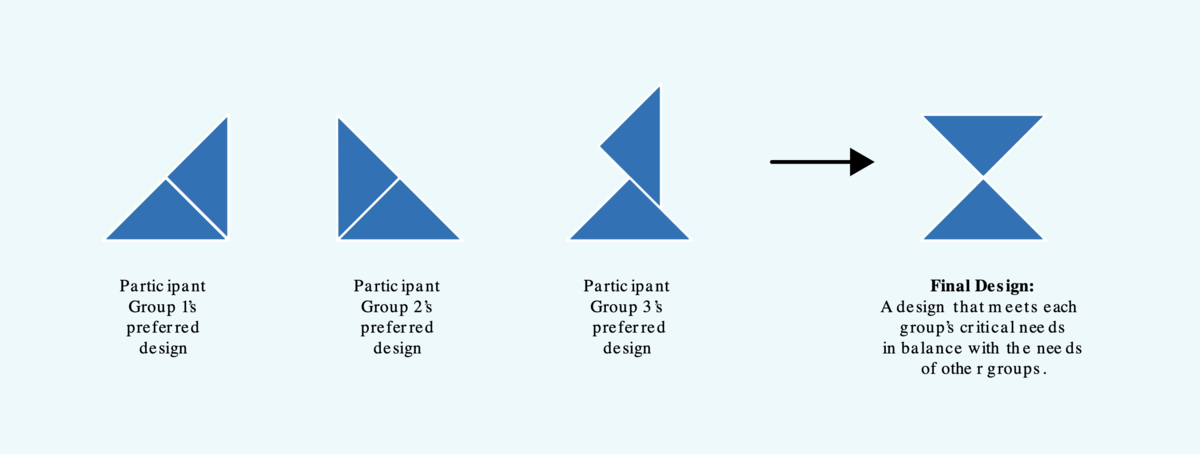 Participant
Group 1's
preferred
design
Participant
Group 2's
preferred
design
Participant
Group 3's
preferred
design
Final Design:
A design that meets each
group's critical needs
in balance with the needs
of other groups.